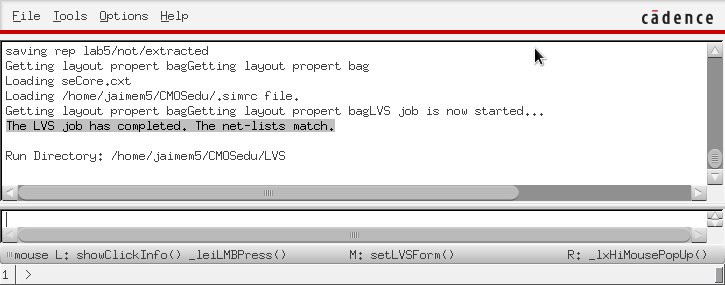 File Tools Options Help
cādence
saving rep lab5/not/extracted
Getting layout propert bagGetting layout propert bag
Loading seCore.cxt
Loading /home/jaimem5/CMOSedu/.simrc file.
Getting layout propert bagGetting layout propert bagLVS job is now started...
The LVS job has completed. The net-lists match.
Run Directory: /home/jaimem5/CMOSedu/LVS
mouse L: showClickInfo() _leiLMBPress() M: setLVSForm() R: _lxHiMousePopUp()
1 >